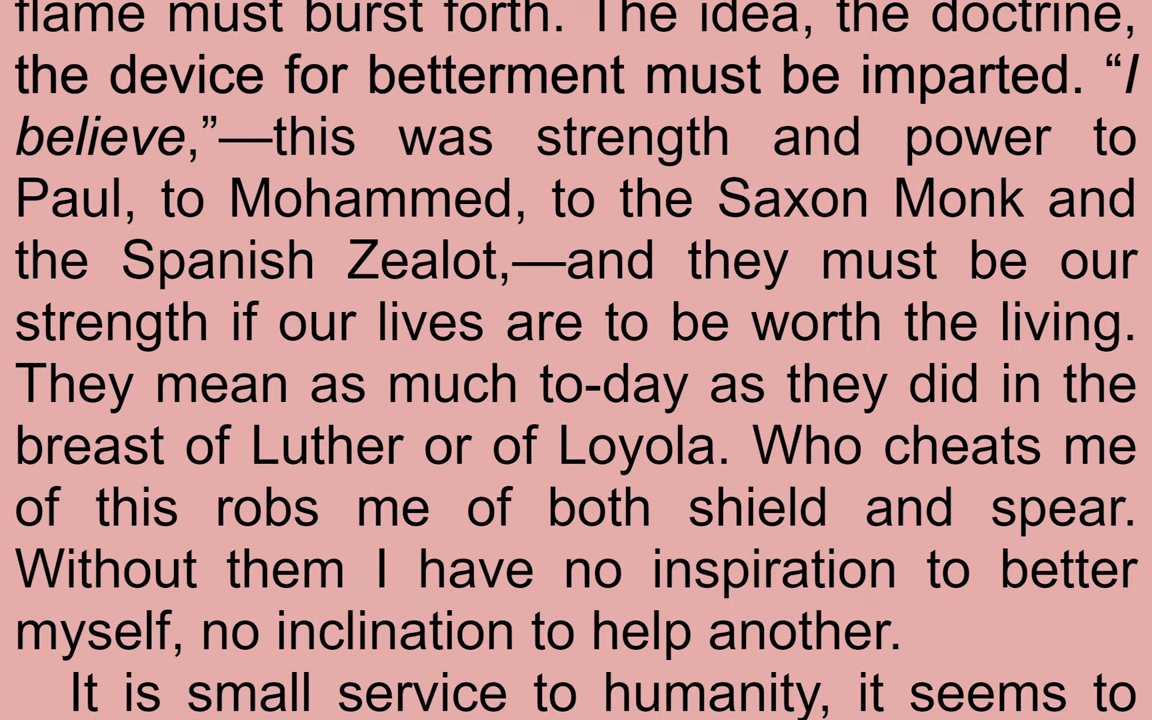 flame must burst forth. The idea, the doctrine,
the device for betterment must be imparted. “I
believe,”—this was strength and power to
Paul, to Mohammed, to the Saxon Monk and
the Spanish Zealot,—and they must be our
strength if our lives are to be worth the living.
They mean as much to-day as they did in the
breast of Luther or of Loyola. Who cheats me
of this robs me of both shield and spear.
Without them I have no inspiration to better
myself, no inclination to help another.
It is small service to humanity, it seems to